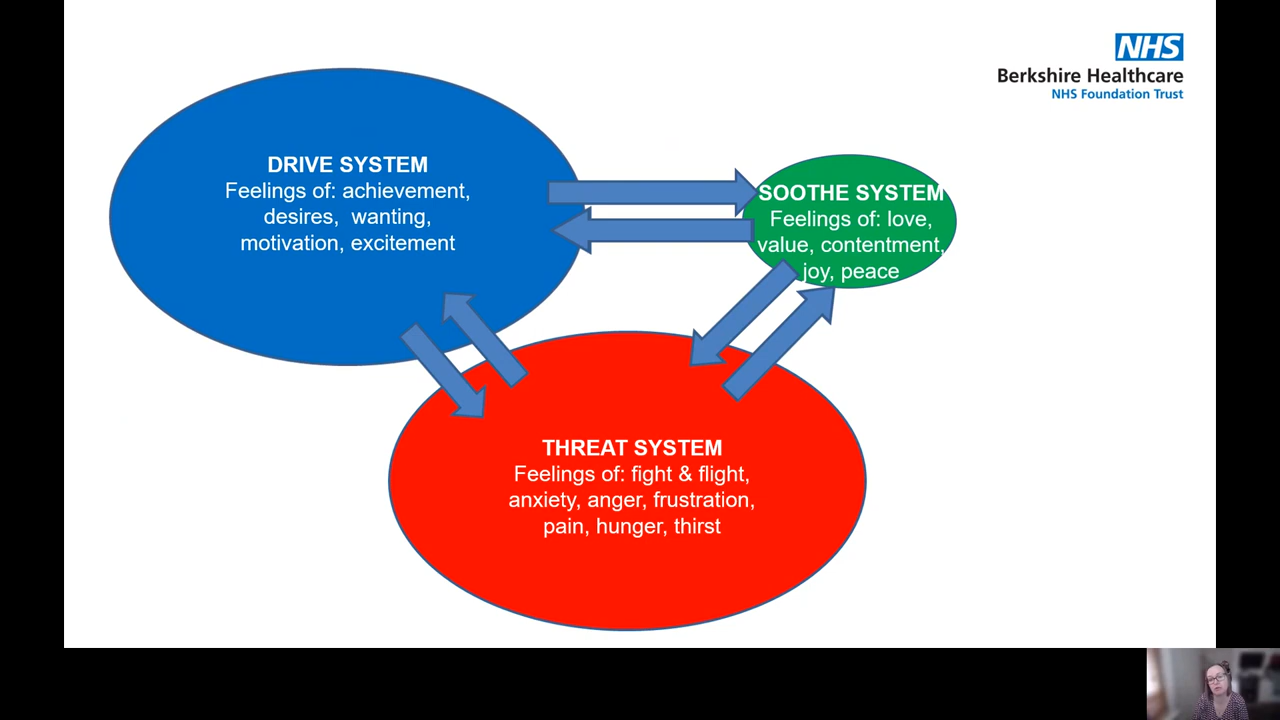 NHS
Berkshire Healthcare
NHS Foundation Trust
DRIVE SYSTEM
Feelings of: achievement,
desires, wanting,
motivation, excitement
SOOTHE SYSTEM
Feelings of: love,
value, contentment,
joy, peace
THREAT SYSTEM
Feelings of: fight & flight,
anxiety, anger, frustration,
pain, hunger, thirst